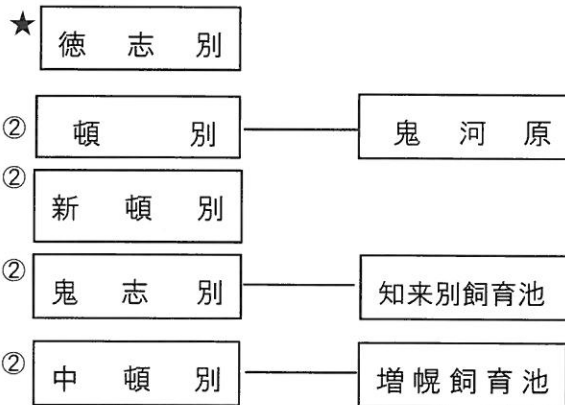 ★ 徳志別
② 頓別 鬼河原
② 新頓別
② 鬼志別 知来別飼育池
② 中頓別 増幌飼育池